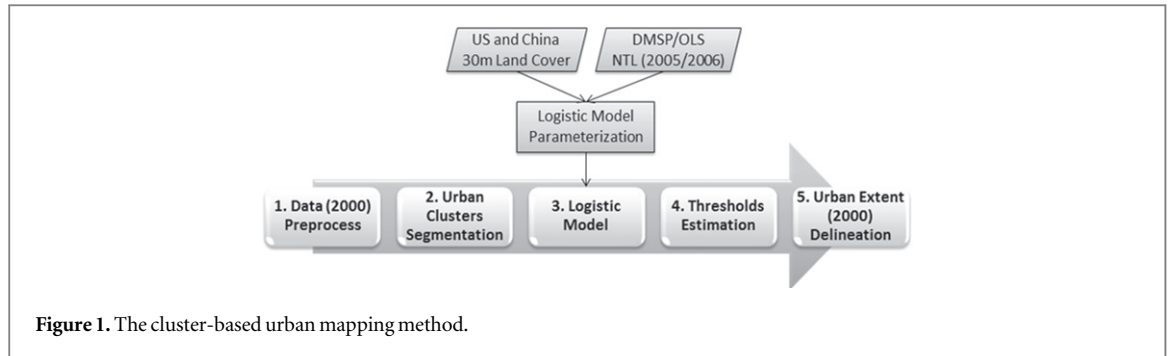 US and China
30m Land Cover
DMSP/OLS
NTL (2005/2006)
Logistic Model
Parameterization
1. Data (2000)
Preprocess
2. Urban
Clusters
Segmentation
3. Logistic
Model
4. Thresholds
Estimation
5. Urban Extent
(2000)
Delineation
Figure 1. The cluster-based urban mapping method.